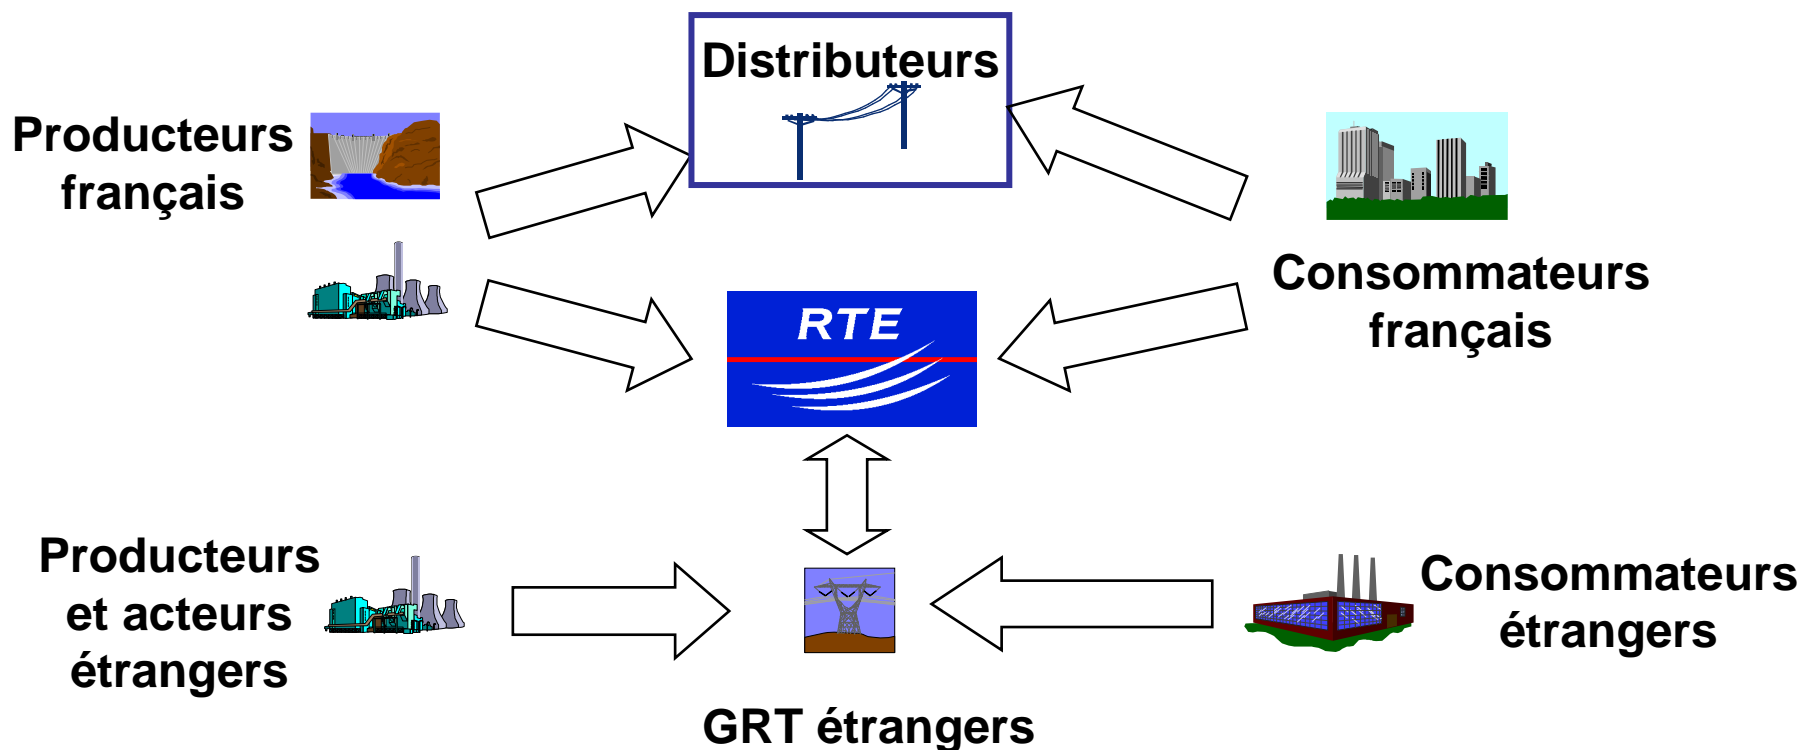 Distributeurs
Producteurs
français
Consommateurs
français
RTE
Producteurs
et acteurs
étrangers
Consommateurs
étrangers
GRT étrangers